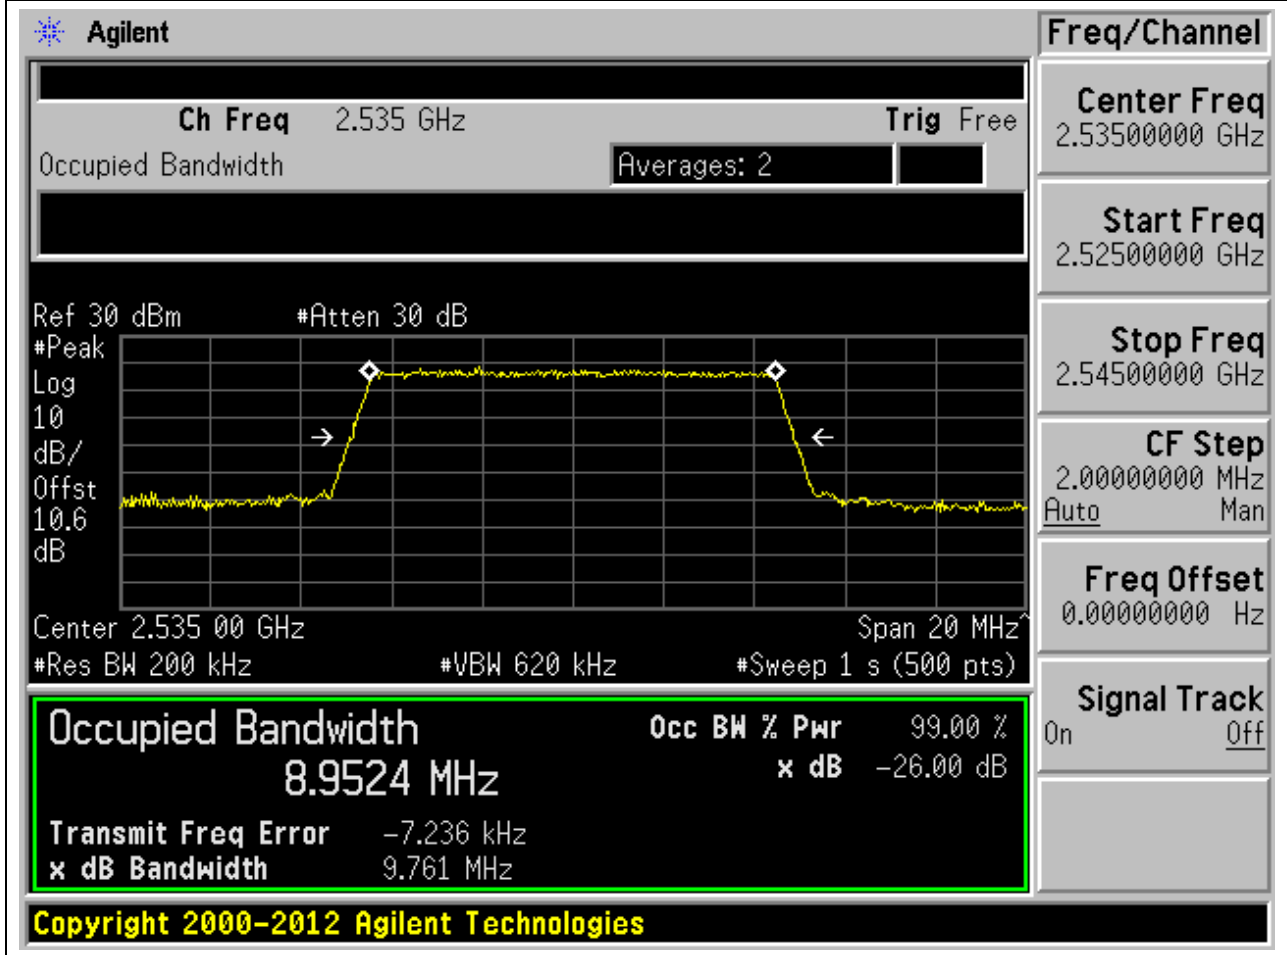 Agilent
Freq/Channel
Ch Freq 2.535 GHz Trig Free
Occupied Bandwidth Averages: 2
Center Freq
2.53500000 GHz
Start Freq
2.52500000 GHz
Stop Freq
2.54500000 GHz
CF Step
2.00000000 MHz
Auto Man
Freq Offset
0.00000000 Hz
Signal Track
On Off
Ref 30 dBm #Atten 30 dB
#Peak
Log
10
dB/
Offst
10.6
dB
Center 2.535 00 GHz Span 20 MHz^
#Res BW 200 kHz #VBW 620 kHz #Sweep 1 s (500 pts)
Occupied Bandwidth Occ BW % Pwr 99.00 %
8.9524 MHz x dB -26.00 dB
Transmit Freq Error -7.236 kHz
x dB Bandwidth 9.761 MHz
Copyright 2000-2012 Agilent Technologies